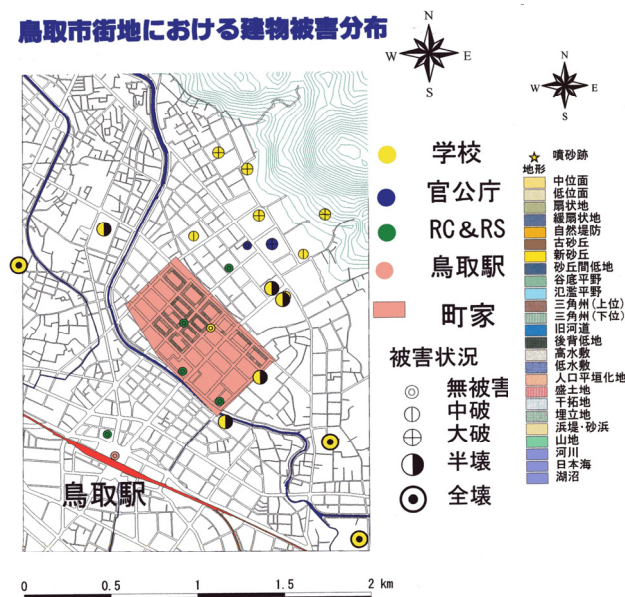 鳥取市街地における建物被害分布
N
W
E
S
N
W
E
S
学校
官公庁
RC&RS
鳥取駅
町家
被害状況
無被害
中破
大破
半壊
全壊
鳥取駅
0
0.5
1
1.5
2 km
噴砂跡
地形
中位面
低位面
扇状地
緩扇状地
自然堤防
古砂丘
新砂丘
砂丘間低地
谷底平野
氾濫平野
三角州(上位)
三角州(下位)
旧河道
後背低地
高水敷
低水敷
人口平坦化地
盛土地
干拓地
埋立地
浜堤・砂浜
山地
河川
日本海
湖沼